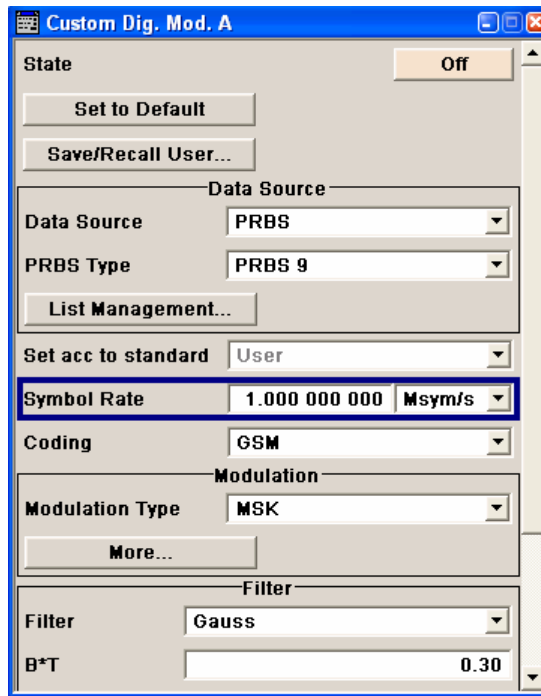 Custom Dig. Mod. A
State Off
Set to Default
Save/Recall User...
Data Source
Data Source PRBS
PRBS Type PRBS 9
List Management...
Set acc to standard User
Symbol Rate 1.000 000 000 Msym/s
Coding GSM
Modulation
Modulation Type MSK
More...
Filter
Filter Gauss
B*T 0.30